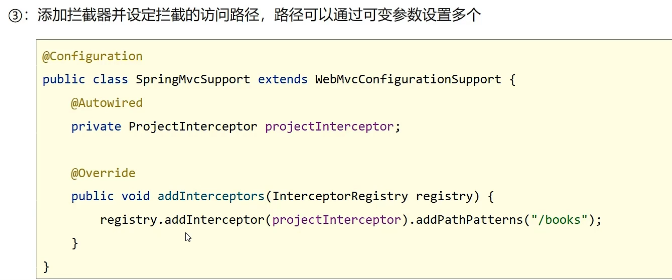 ③：添加拦截器并设定拦截的访问路径，路径可以通过可变参数设置多个
@Configuration
public class SpringMvcSupport extends WebMvcConfigurationSupport {
@Autowired
private ProjectInterceptor projectInterceptor;
@Override
public void addInterceptors(InterceptorRegistry registry) {
registry.addInterceptor(projectInterceptor).addPathPatterns("/books");
}
}